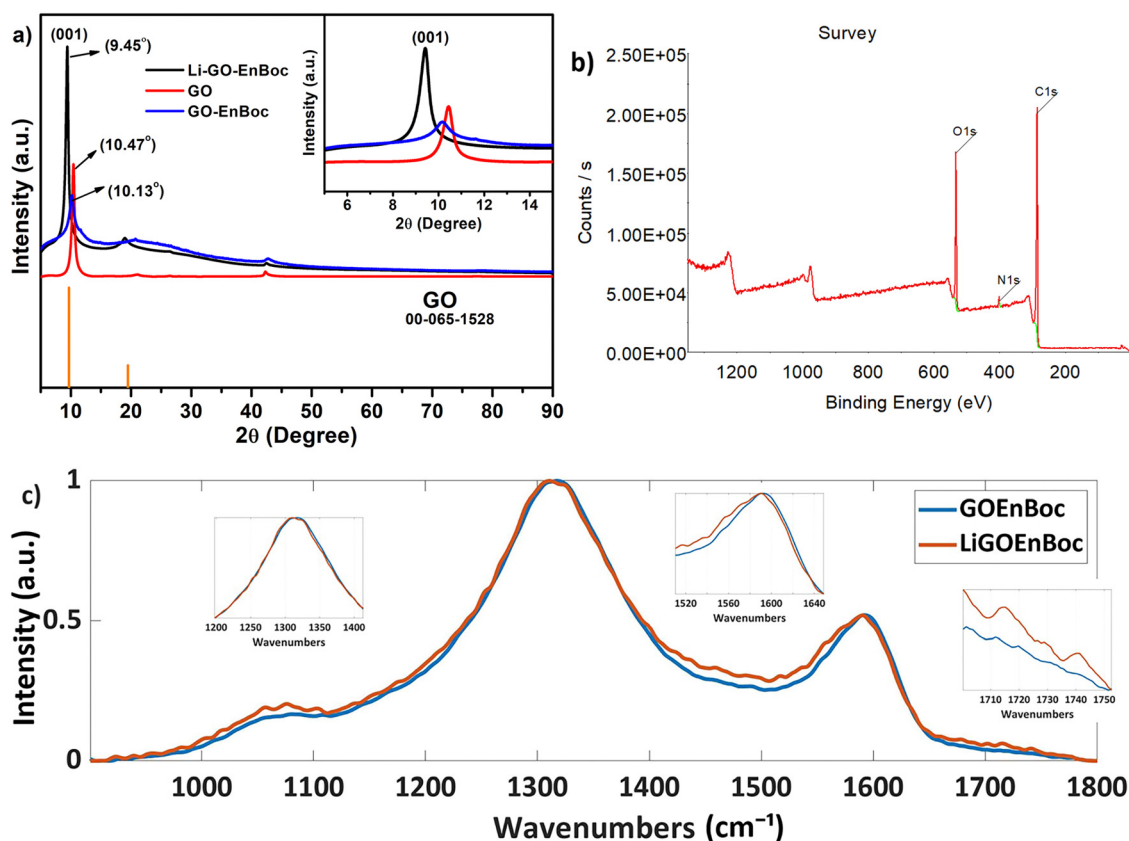 a)
(001)
(9.45°)
(10.47°)
(10.13°)
Li-GO-EnBoc
GO
GO-EnBoc
(001)
Intensity (a.u.)
6 8 10 12 14
2θ (Degree)
GO
00-065-1528
Intensity (a.u.)
10 20 30 40 50 60 70 80 90
2θ (Degree)
b)
Survey
C1s
O1s
N1s
2.50E+05
2.00E+05
1.50E+05
1.00E+05
5.00E+04
0.00E+00
Counts / s
1200 1000 800 600 400 200
Binding Energy (eV)
c)
GOEnBoc
LiGOEnBoc
1200 1250 1300 1350 1400
Wavenumbers
1520 1560 1600 1640
Wavenumbers
1710 1720 1730 1740 1750
Wavenumbers
1
0.5
0
Intensity (a.u.)
1000 1100 1200 1300 1400 1500 1600 1700 1800
Wavenumbers (cm⁻¹)